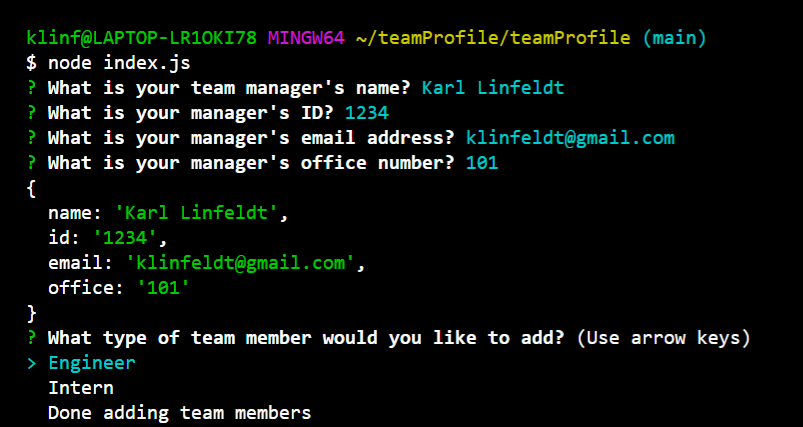 klinf@LAPTOP-LR1OKI78 MINGW64 ~/teamProfile/teamProfile (main)
$ node index.js
? What is your team manager's name? Karl Linfeldt
? What is your manager's ID? 1234
? What is your manager's email address? klinfeldt@gmail.com
? What is your manager's office number? 101
{
  name: 'Karl Linfeldt',
  id: '1234',
  email: 'klinfeldt@gmail.com',
  office: '101'
}
? What type of team member would you like to add? (Use arrow keys)
> Engineer
  Intern
  Done adding team members